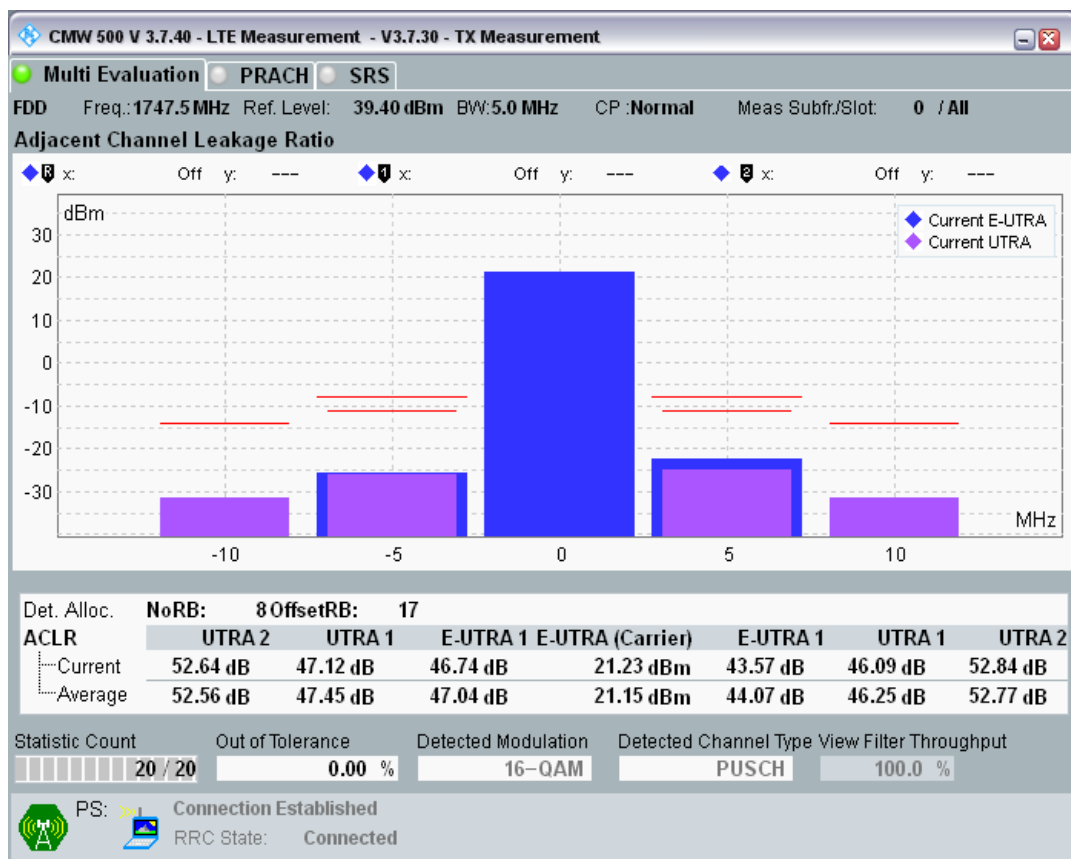 CMW 500 V 3.7.40 - LTE Measurement - V3.7.30 - TX Measurement
Multi Evaluation PRACH SRS
FDD Freq.: 1747.5 MHz Ref. Level: 39.40 dBm BW: 5.0 MHz CP : Normal Meas Subfr./Slot: 0 / All
Adjacent Channel Leakage Ratio
R x: Off y: --- 1 x: Off y: --- 2 x: Off y: ---
dBm
Current E-UTRA
Current UTRA
30
20
10
0
-10
-20
-30
MHz
-10 -5 0 5 10
Det. Alloc. NoRB: 8 OffsetRB: 17
ACLR UTRA 2 UTRA 1 E-UTRA 1 E-UTRA (Carrier) E-UTRA 1 UTRA 1 UTRA 2
Current 52.64 dB 47.12 dB 46.74 dB 21.23 dBm 43.57 dB 46.09 dB 52.84 dB
Average 52.56 dB 47.45 dB 47.04 dB 21.15 dBm 44.07 dB 46.25 dB 52.77 dB
Statistic Count Out of Tolerance Detected Modulation Detected Channel Type View Filter Throughput
20 / 20 0.00 % 16-QAM PUSCH 100.0 %
PS: Connection Established
RRC State: Connected